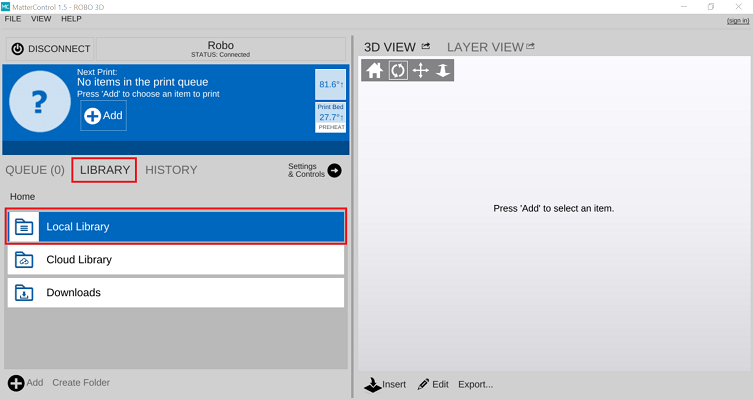 MC MatterControl 1.5 - ROBO 3D
FILE VIEW HELP
(sign in)
DISCONNECT
Robo
STATUS: Connected
Next Print:
No items in the print queue
Press 'Add' to choose an item to print
Add
?
81.6°↑
Print Bed
27.7°↑
PREHEAT
QUEUE (0) LIBRARY HISTORY
Settings
& Controls
Home
Local Library
Cloud Library
Downloads
Add Create Folder
3D VIEW LAYER VIEW
Press 'Add' to select an item.
Insert Edit Export...